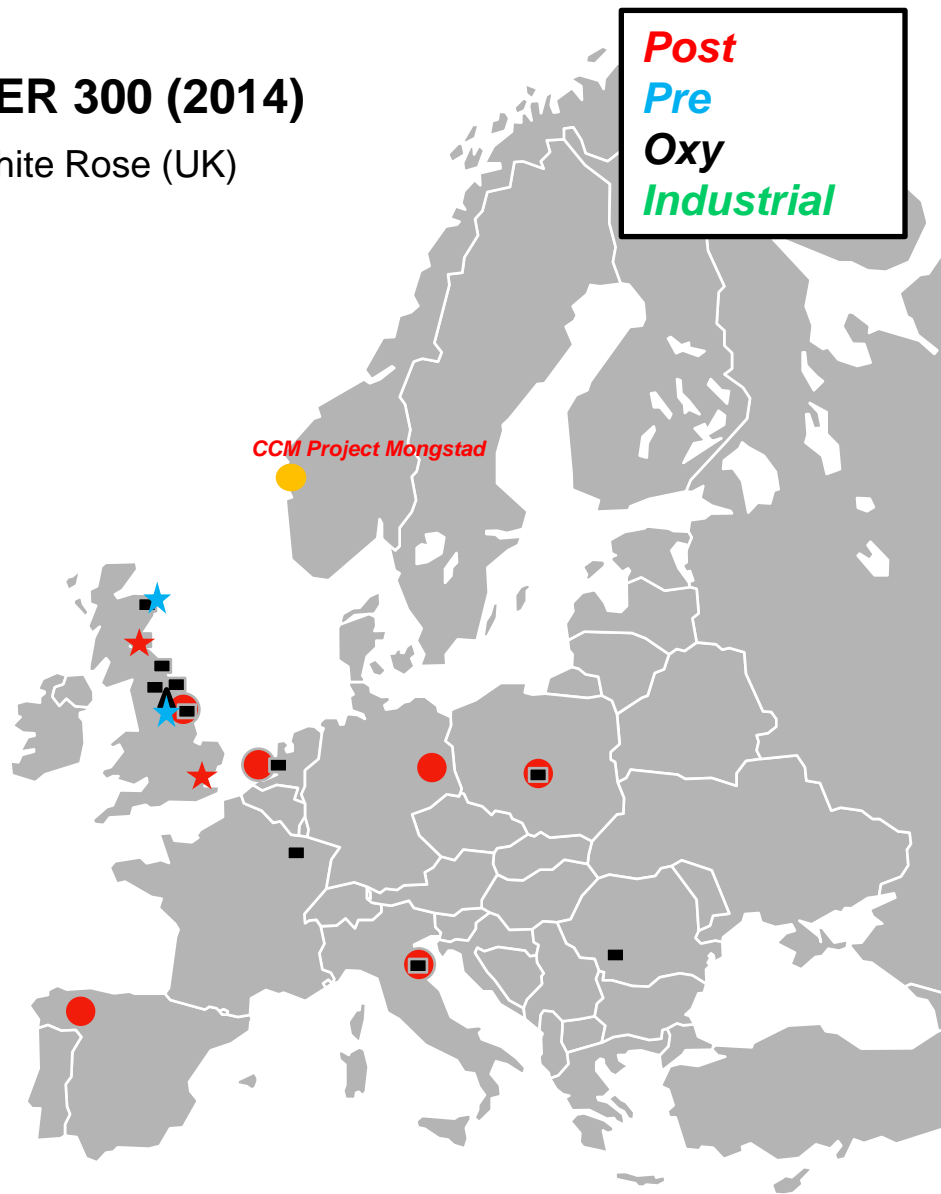 ER 300 (2014)
hite Rose (UK)
Post
Pre
Oxy
Industrial
CCM Project Mongstad